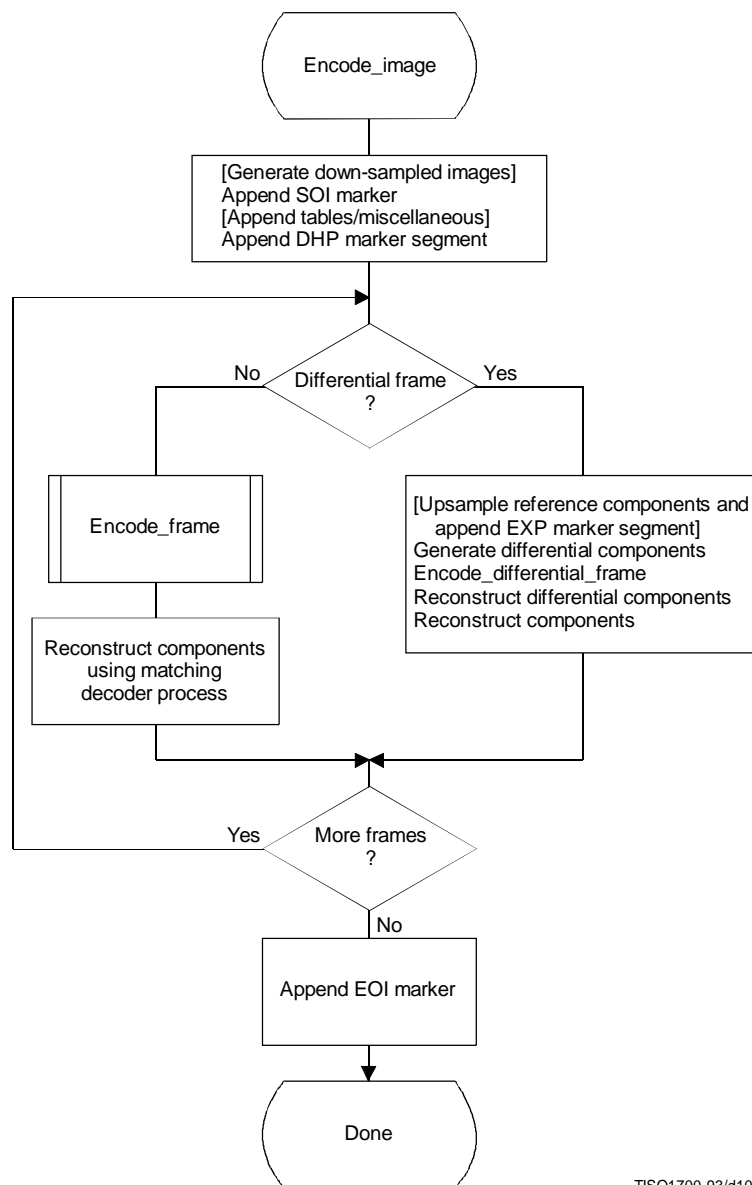 Encode_image
[Generate down-sampled images]
Append SOI marker
[Append tables/miscellaneous]
Append DHP marker segment
No
Differential frame
?
Yes
Encode_frame
[Upsample reference components and
append EXP marker segment]
Generate differential components
Encode_differential_frame
Reconstruct differential components
Reconstruct components
Reconstruct components
using matching
decoder process
Yes
More frames
?
No
Append EOI marker
Done